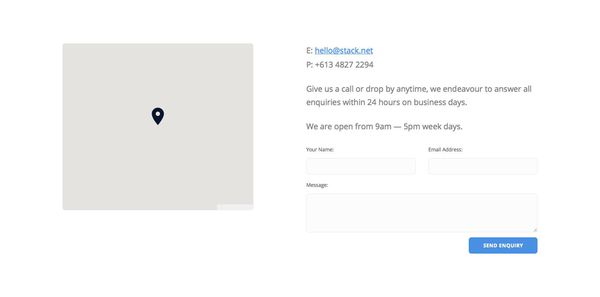 E: hello@stack.net
P: +613 4827 2294
Give us a call or drop by anytime, we endeavour to answer all
enquiries within 24 hours on business days.
We are open from 9am — 5pm week days.
Your Name: Email Address:
Message:
SEND ENQUIRY